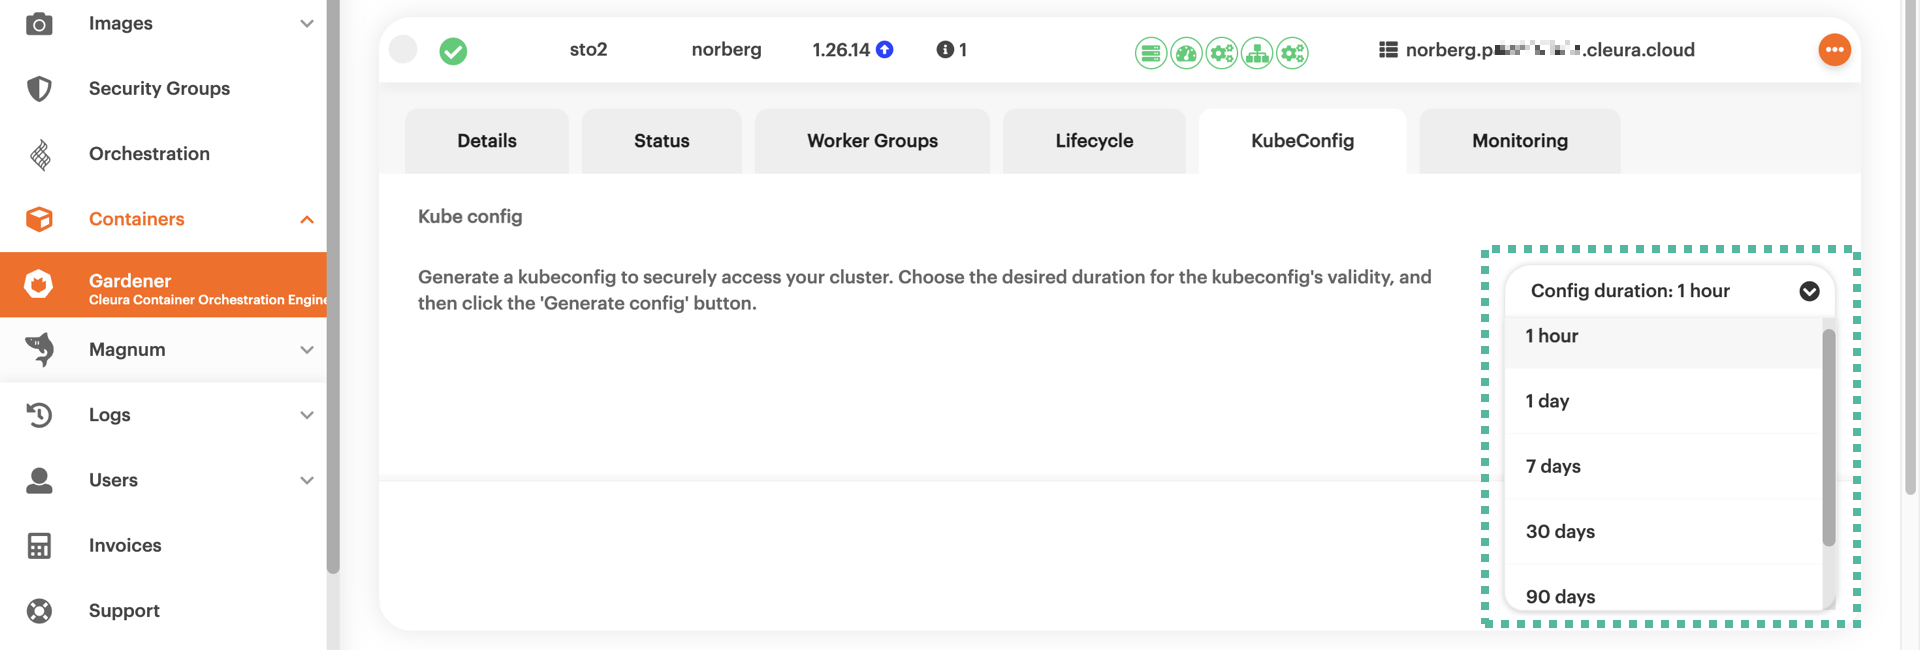 Images
Security Groups
Orchestration
Containers
Gardener
Cleura Container Orchestration Engine
Magnum
Logs
Users
Invoices
Support
sto2 norberg 1.26.14 1 norberg.p .cleura.cloud
Details Status Worker Groups Lifecycle KubeConfig Monitoring
Kube config
Generate a kubeconfig to securely access your cluster. Choose the desired duration for the kubeconfig's validity, and
then click the 'Generate config' button.
Config duration: 1 hour
1 hour
1 day
7 days
30 days
90 days